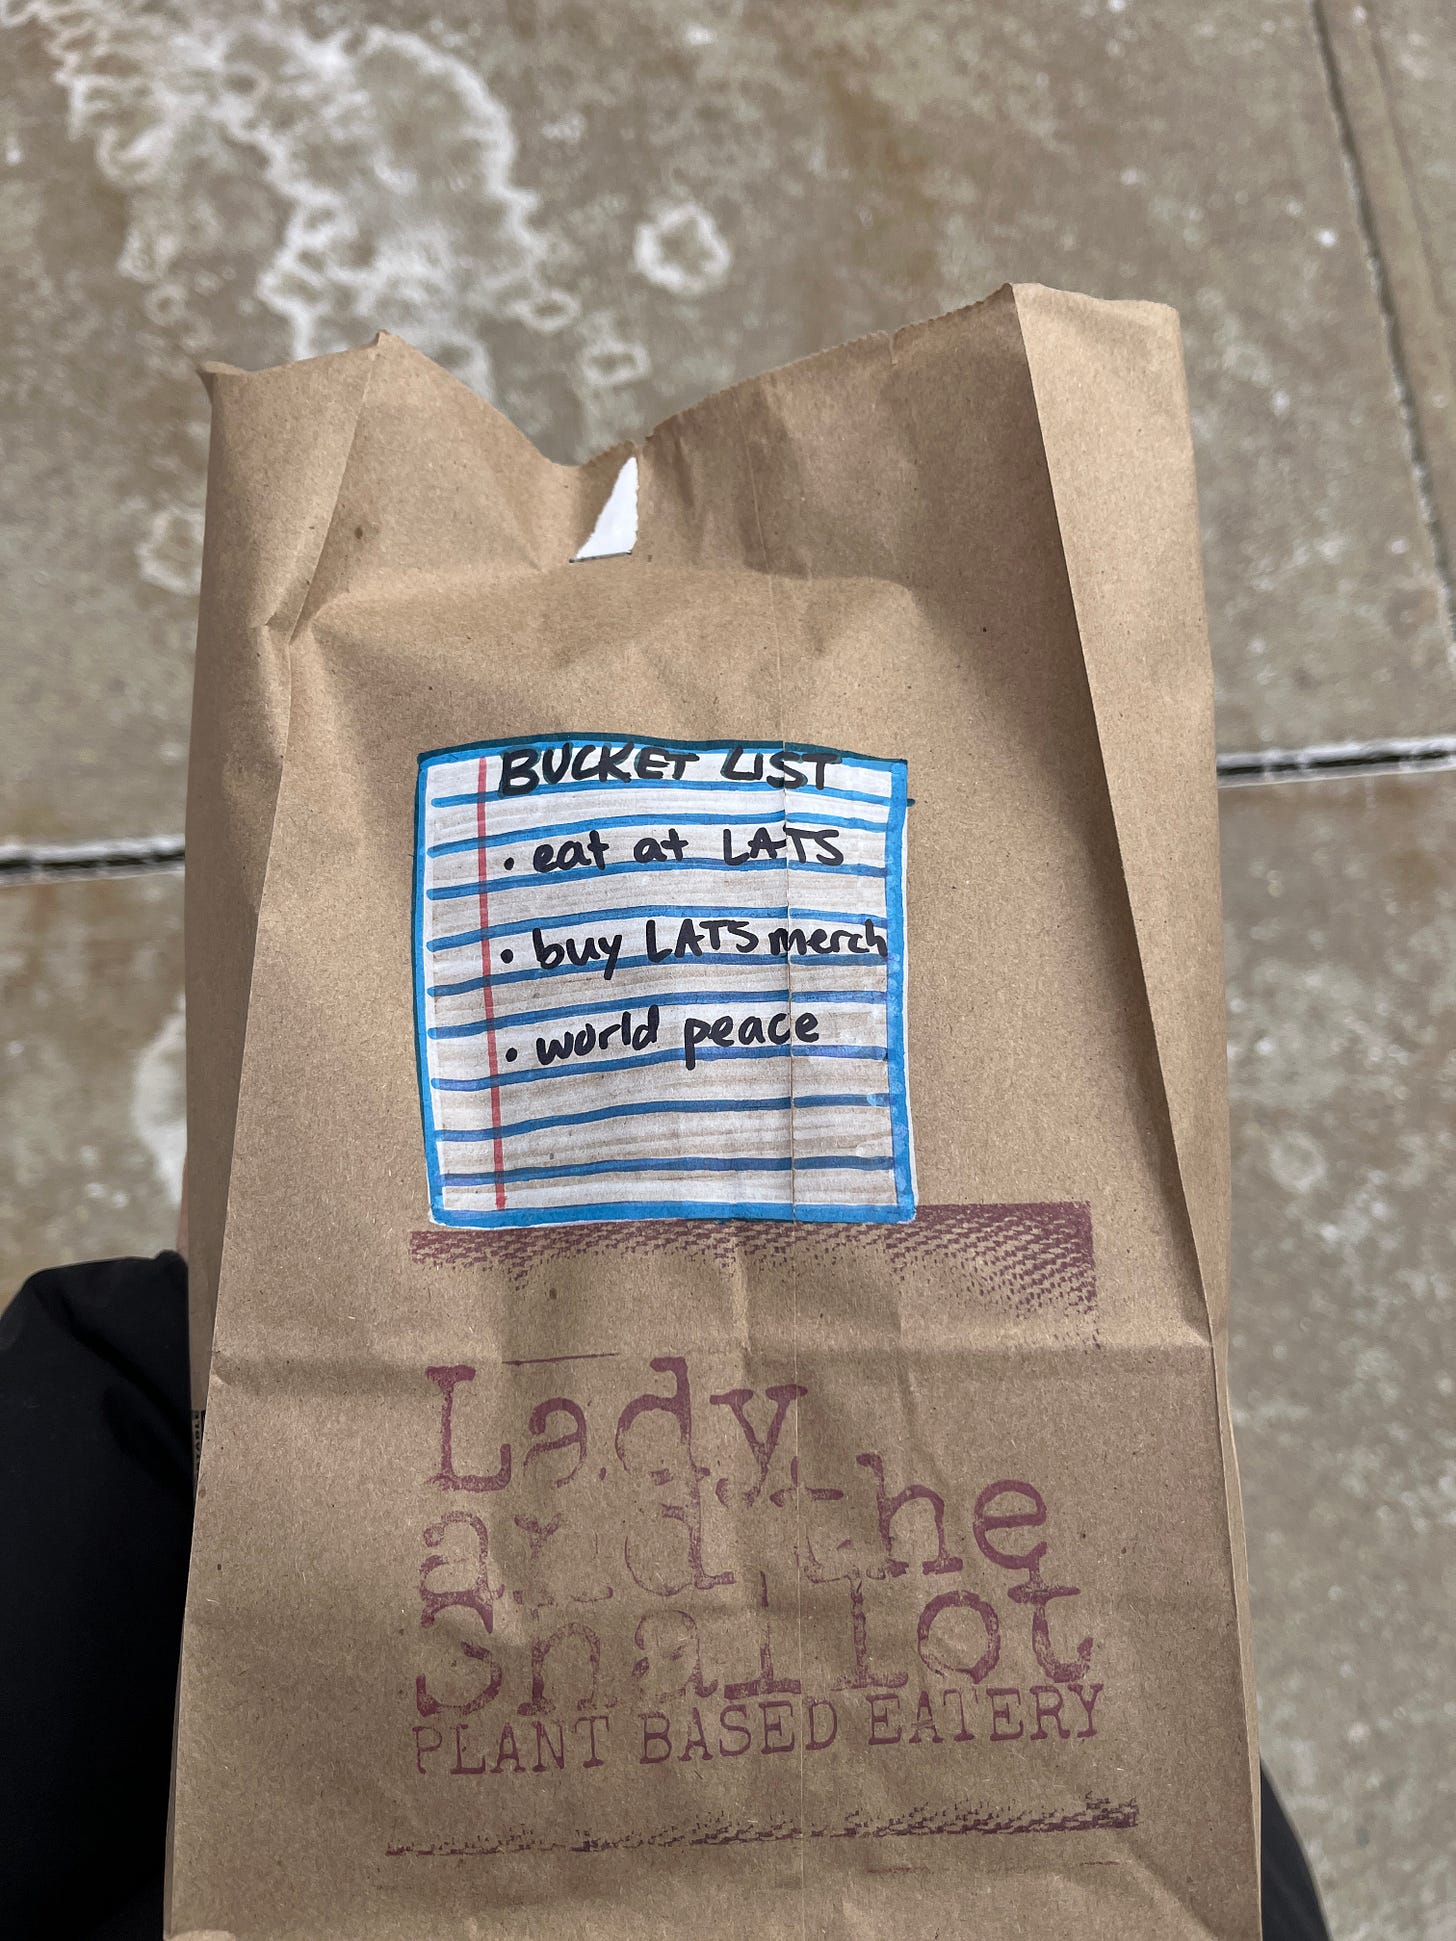 BUCKET LIST
• eat at LATS
• buy LATS merch
• world peace
Lady
and the
Shallot
PLANT BASED EATERY